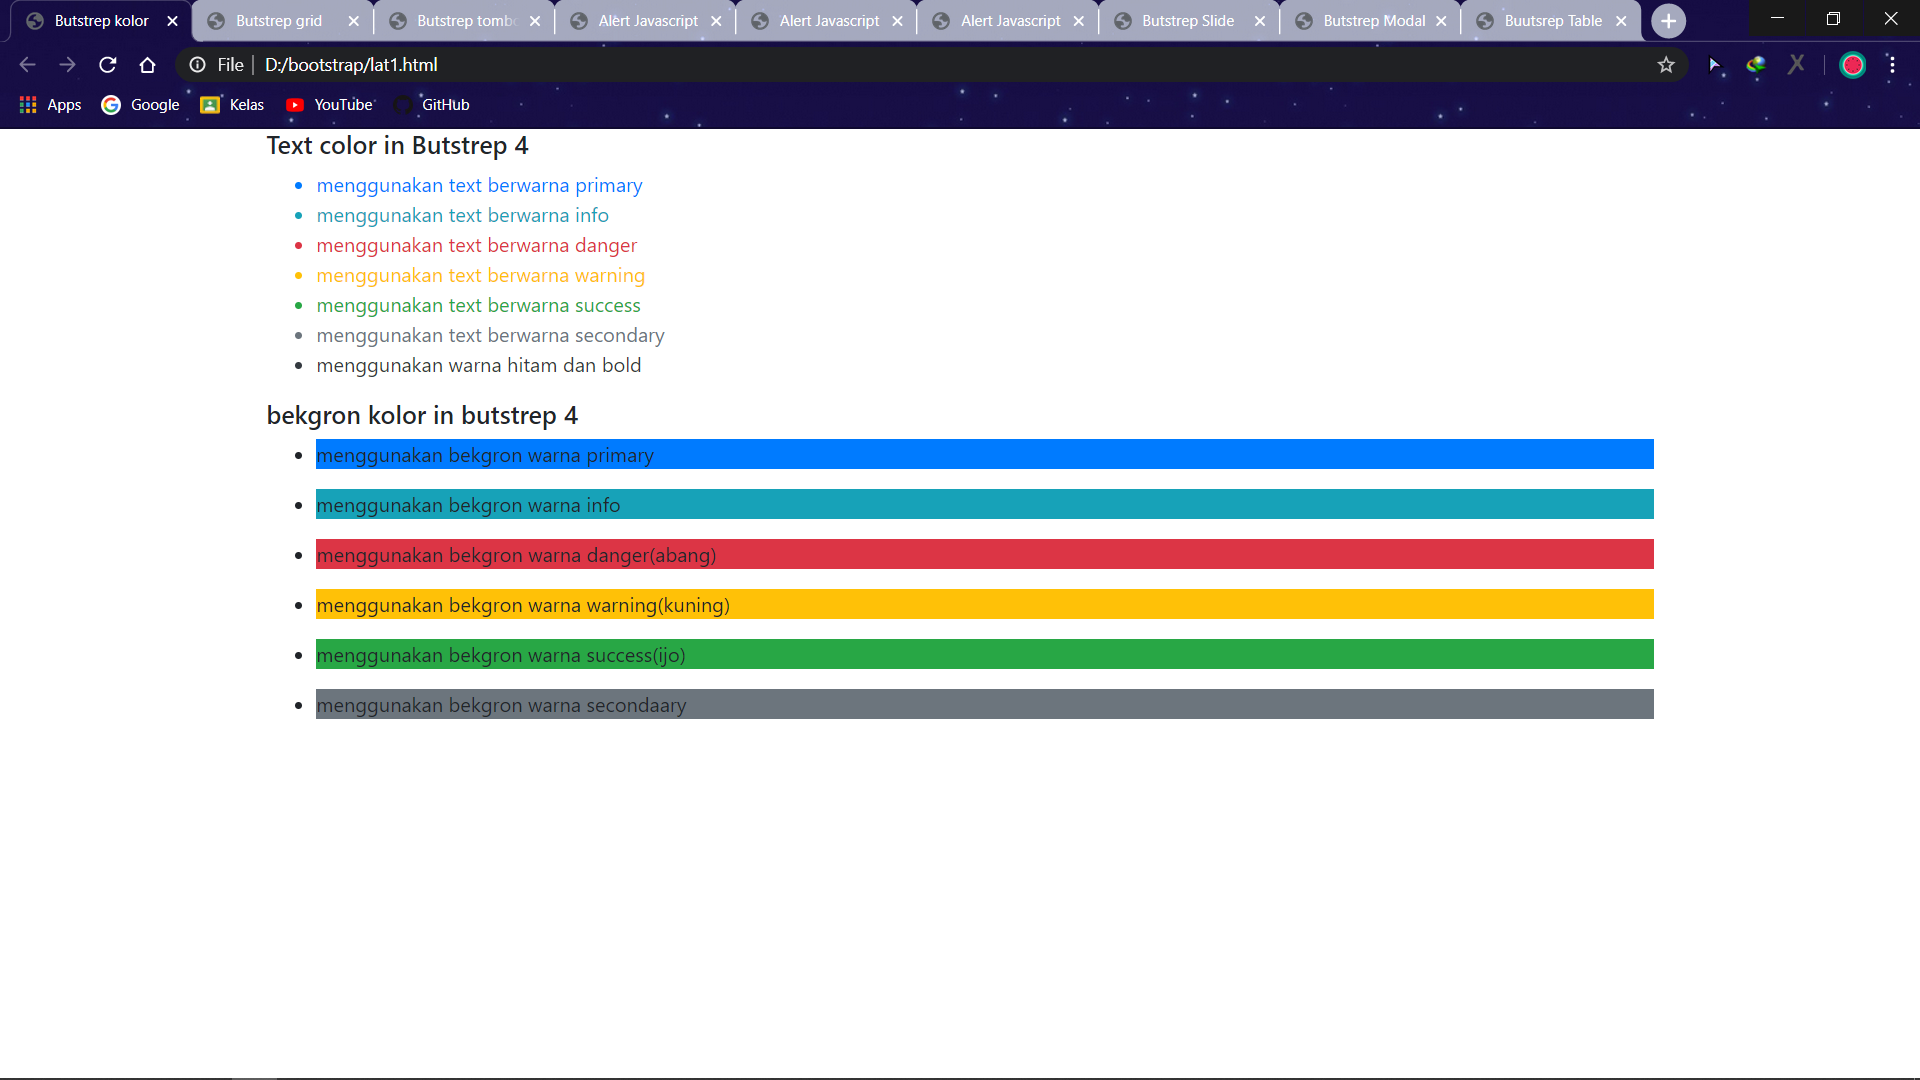 Butstrep kolor
Butstrep grid
Butstrep tombo
Alert Javascript
Alert Javascript
Alert Javascript
Butstrep Slide
Butstrep Modal
Buutsrep Table
File
D:/bootstrap/lat1.html
Apps
Google
Kelas
YouTube
GitHub
Text color in Butstrep 4
menggunakan text berwarna primary
menggunakan text berwarna info
menggunakan text berwarna danger
menggunakan text berwarna warning
menggunakan text berwarna success
menggunakan text berwarna secondary
menggunakan warna hitam dan bold
bekgron kolor in butstrep 4
menggunakan bekgron warna primary
menggunakan bekgron warna info
menggunakan bekgron warna danger(abang)
menggunakan bekgron warna warning(kuning)
menggunakan bekgron warna success(ijo)
menggunakan bekgron warna secondaary